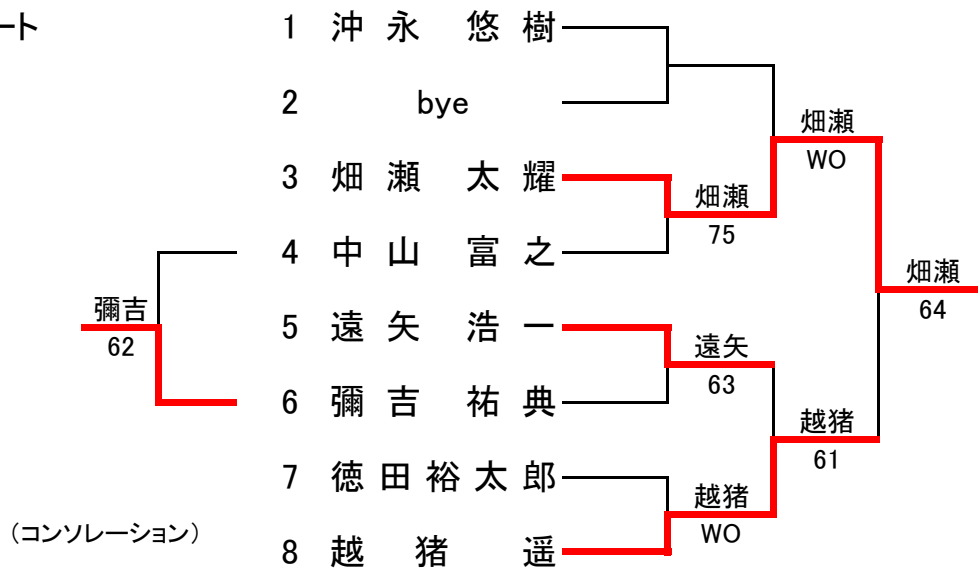 ート
1 沖永 悠樹
2 bye
3 畑瀬 太耀
4 中山 富之
5 遠矢 浩一
6 彌吉 祐典
7 徳田裕太郎
8 越猪 遥
畑瀬
75
遠矢
63
越猪
WO
畑瀬
WO
越猪
61
畑瀬
64
彌吉
62
（コンソレーション）